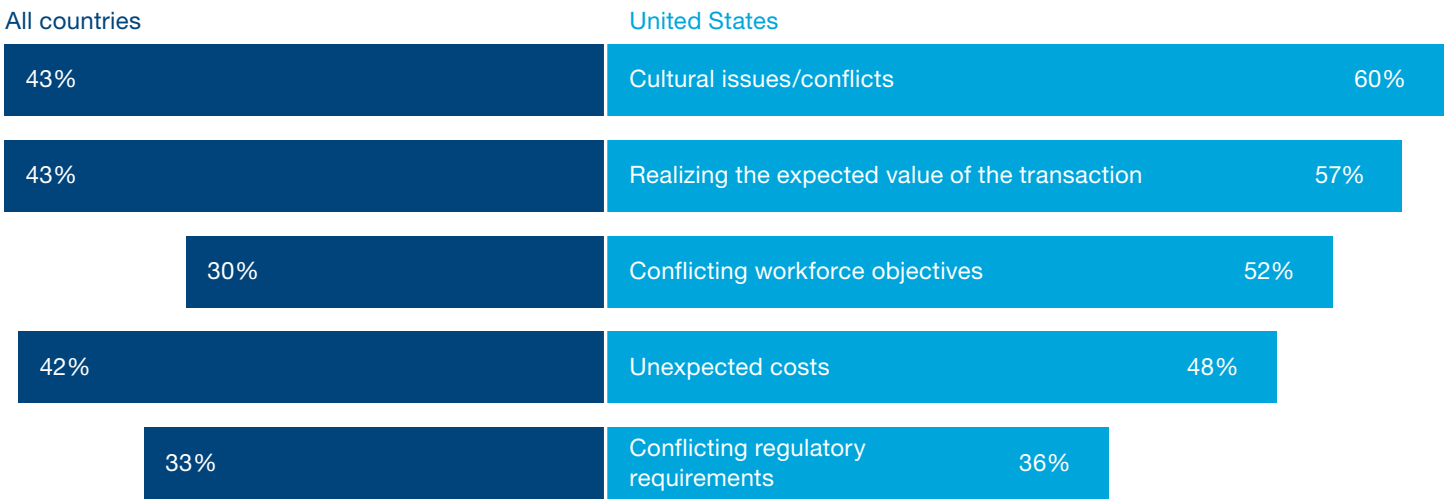 All countries United States
43% Cultural issues/conflicts 60%
43% Realizing the expected value of the transaction 57%
30% Conflicting workforce objectives 52%
42% Unexpected costs 48%
33% Conflicting regulatory
requirements 36%